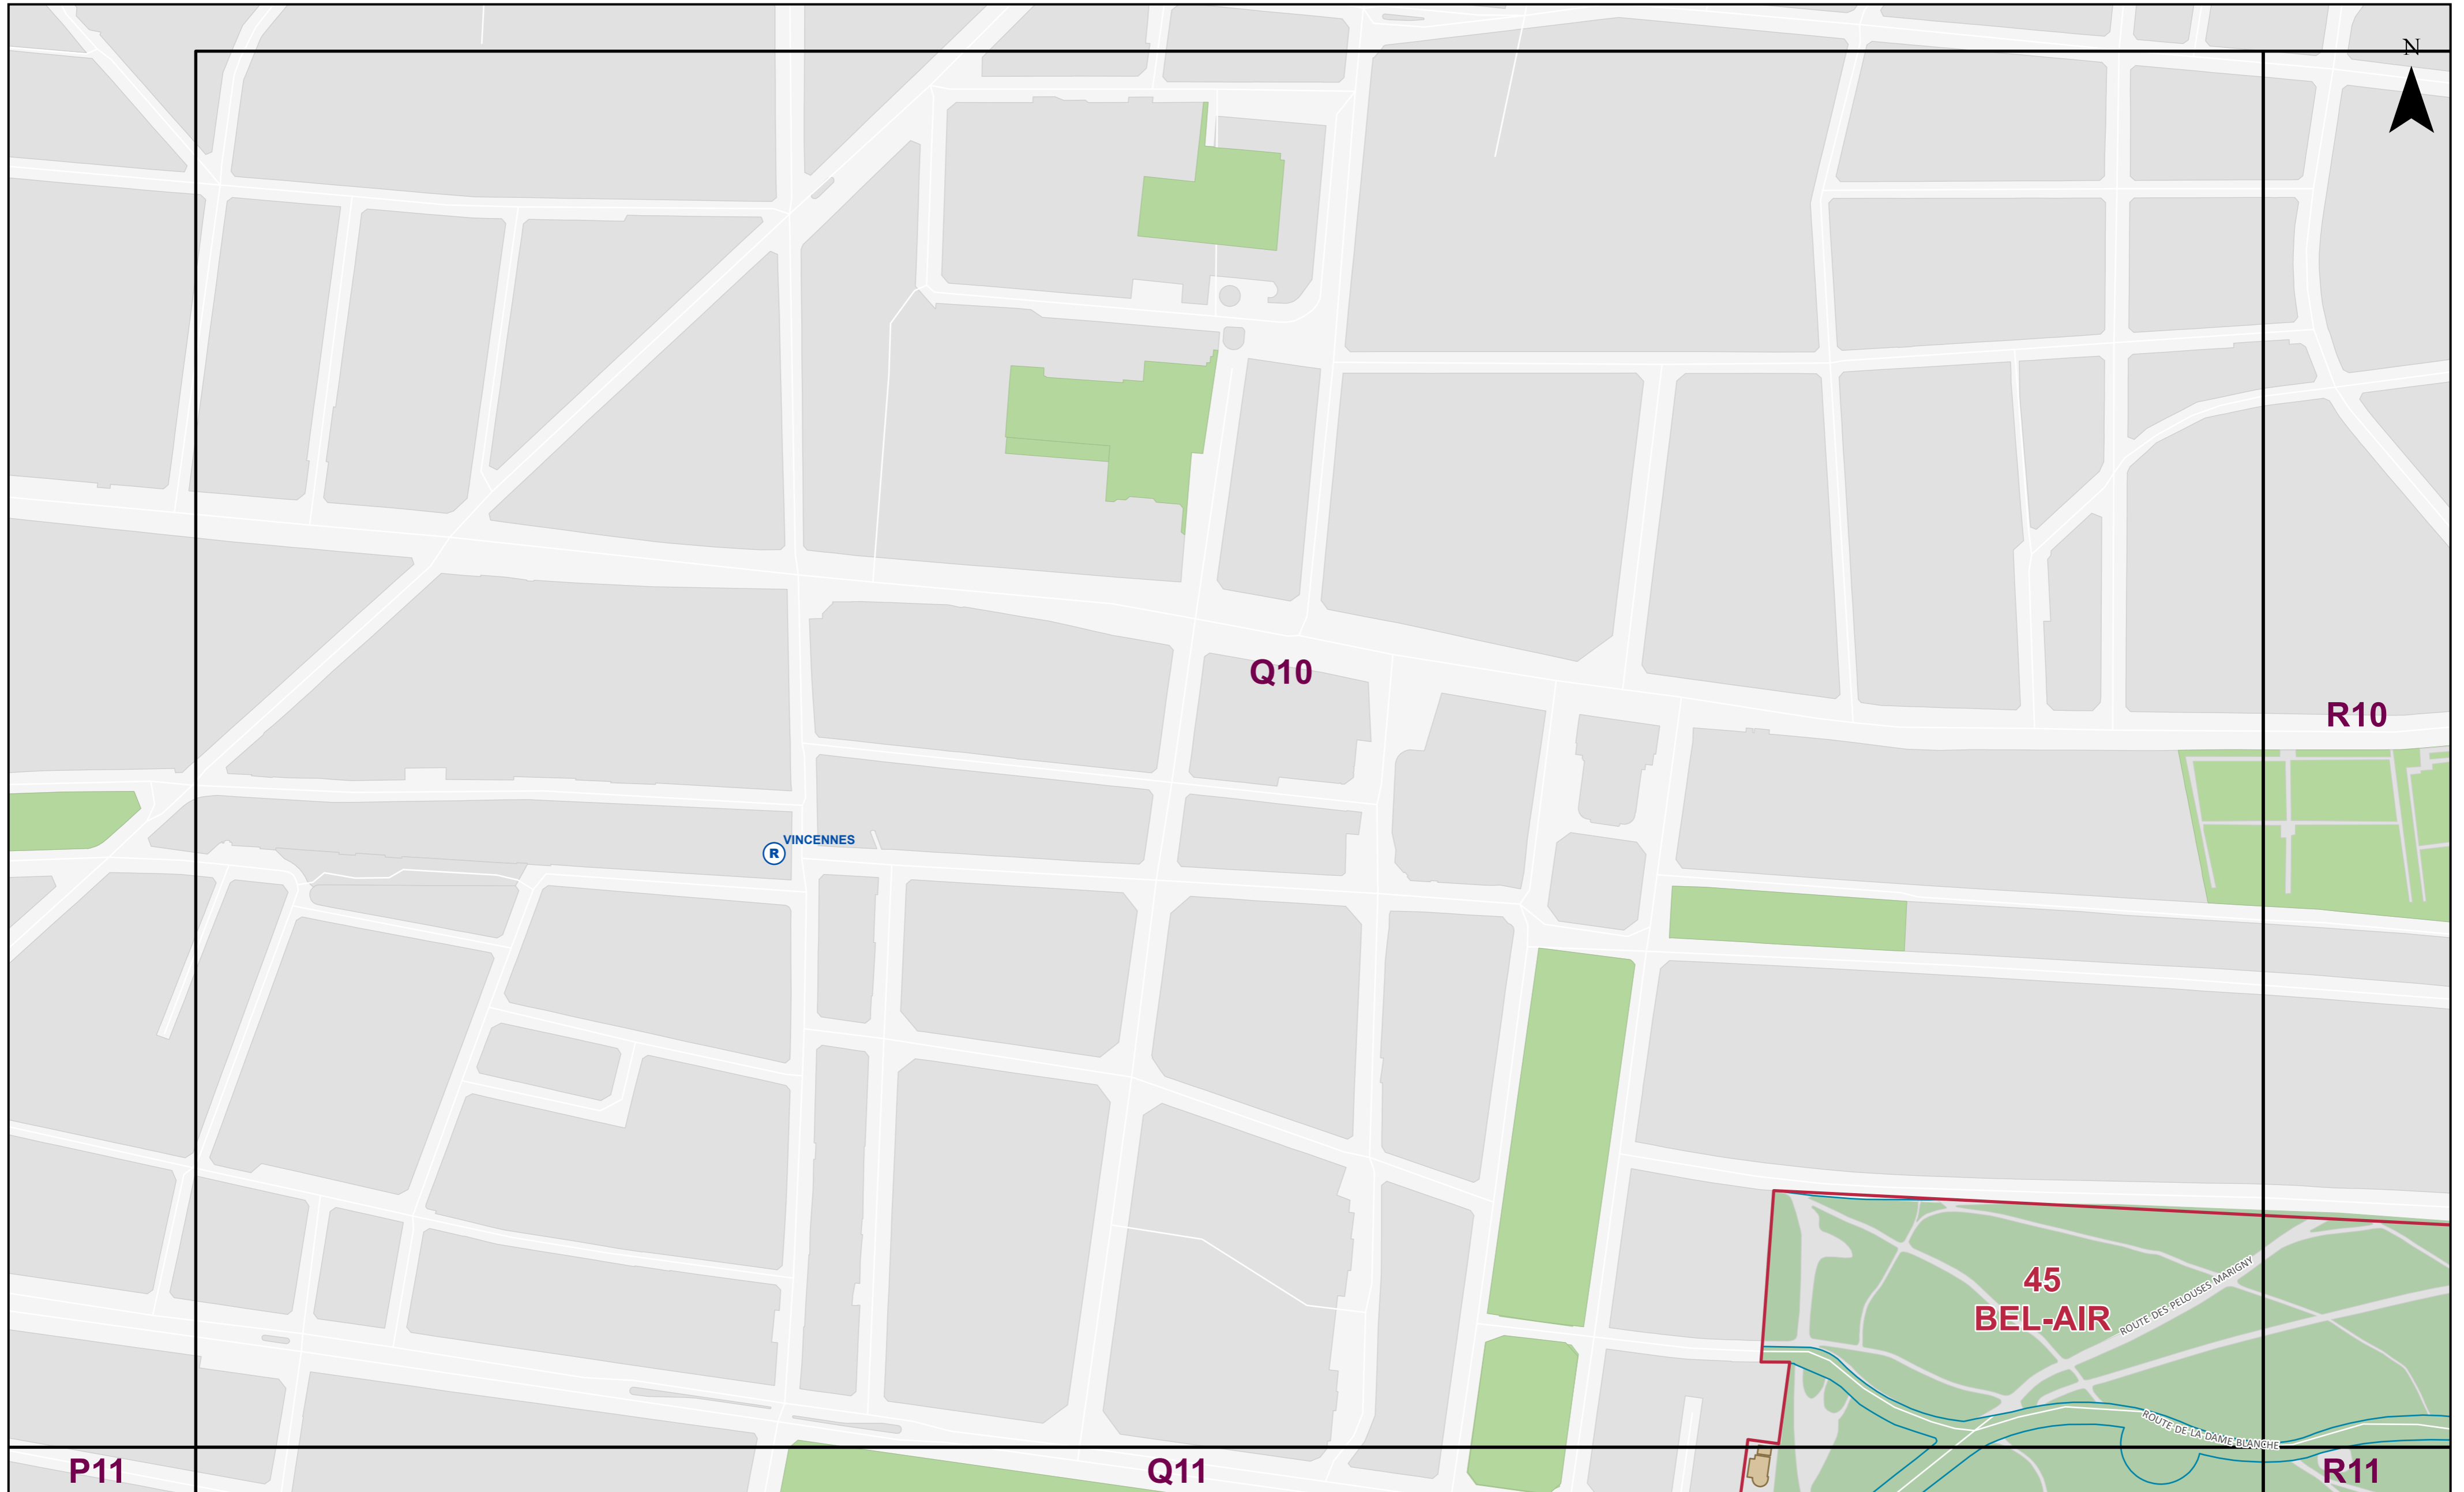 N
Q10
R10
VINCENNES
R
45
BEL-AIR
ROUTE DES PELOUSES MARIGNY
ROUTE DE LA DAME BLANCHE
P11
Q11
R11